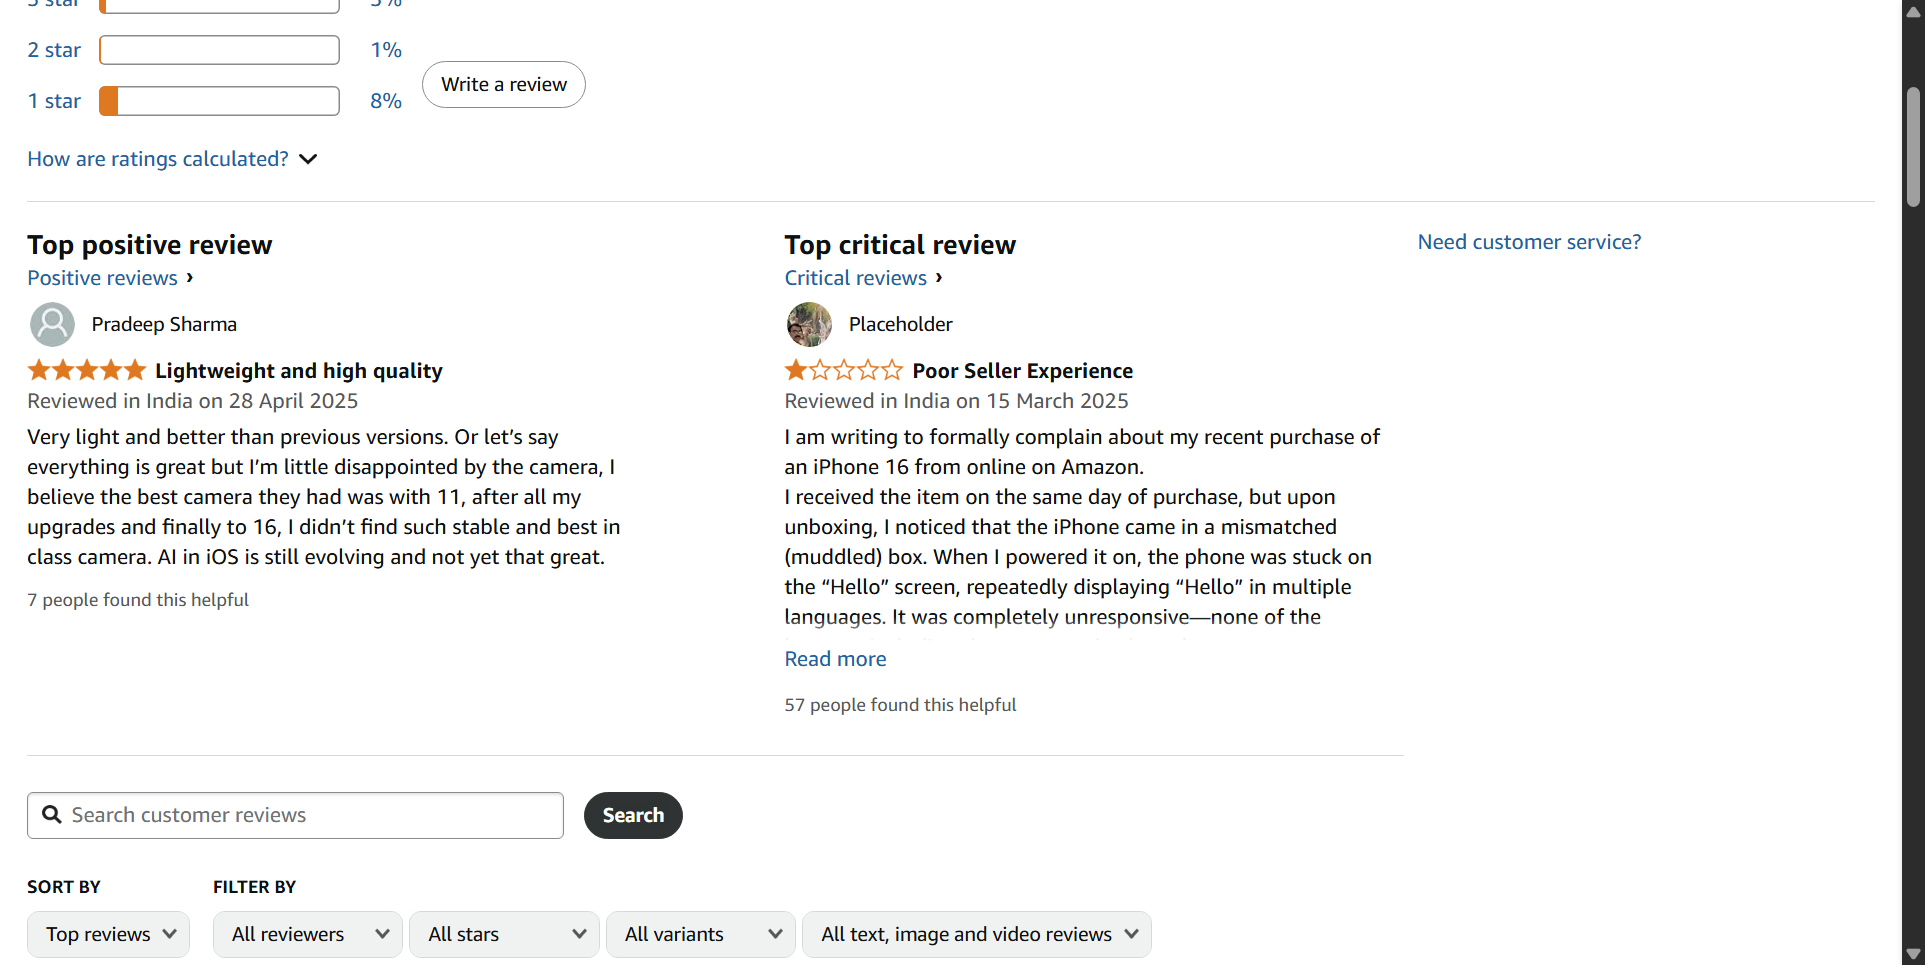 2 star 1%
1 star 8%
Write a review
How are ratings calculated?
Top positive review
Positive reviews ›
Pradeep Sharma
Lightweight and high quality
Reviewed in India on 28 April 2025
Very light and better than previous versions. Or let’s say
everything is great but I’m little disappointed by the camera, I
believe the best camera they had was with 11, after all my
upgrades and finally to 16, I didn’t find such stable and best in
class camera. AI in iOS is still evolving and not yet that great.
7 people found this helpful
Top critical review
Critical reviews ›
Placeholder
Poor Seller Experience
Reviewed in India on 15 March 2025
I am writing to formally complain about my recent purchase of
an iPhone 16 from online on Amazon.
I received the item on the same day of purchase, but upon
unboxing, I noticed that the iPhone came in a mismatched
(muddled) box. When I powered it on, the phone was stuck on
the “Hello” screen, repeatedly displaying “Hello” in multiple
languages. It was completely unresponsive—none of the
Read more
57 people found this helpful
Need customer service?
Search customer reviews
Search
SORT BY
Top reviews
FILTER BY
All reviewers
All stars
All variants
All text, image and video reviews